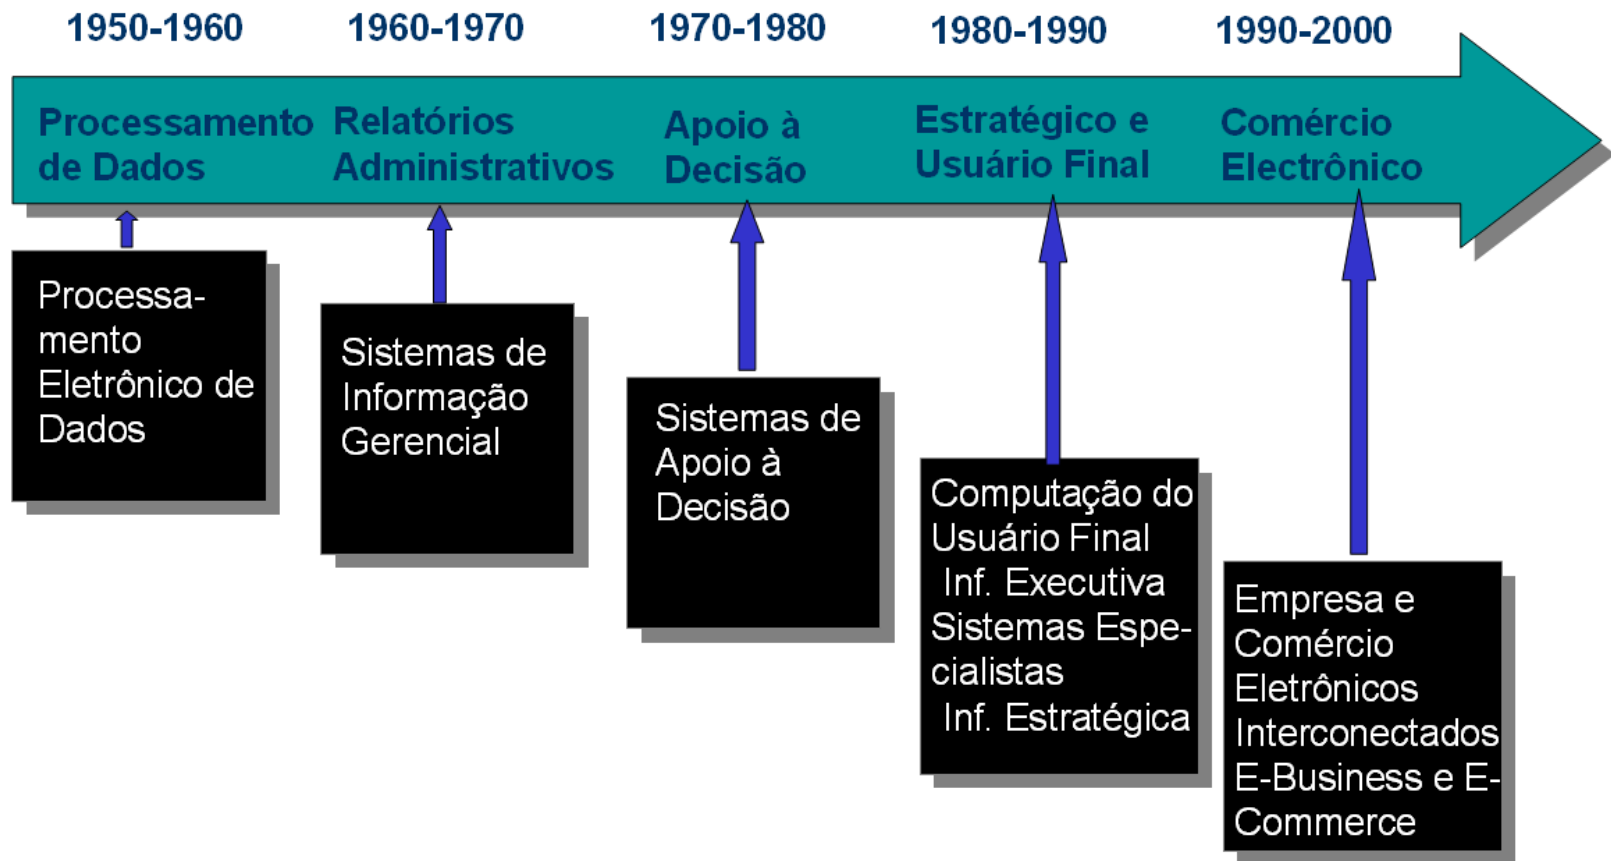 1950-1960
1960-1970
1970-1980
1980-1990
1990-2000
Processamento
de Dados
Relatórios
Administrativos
Apoio à
Decisão
Estratégico e
Usuário Final
Comércio
Electrônico
Processa-
mento
Eletrônico de
Dados
Sistemas de
Informação
Gerencial
Sistemas de
Apoio à
Decisão
Computação do
Usuário Final
Inf. Executiva
Sistemas Espe-
cialistas
Inf. Estratégica
Empresa e
Comércio
Eletrônicos
Interconectados
E-Business e E-
Commerce